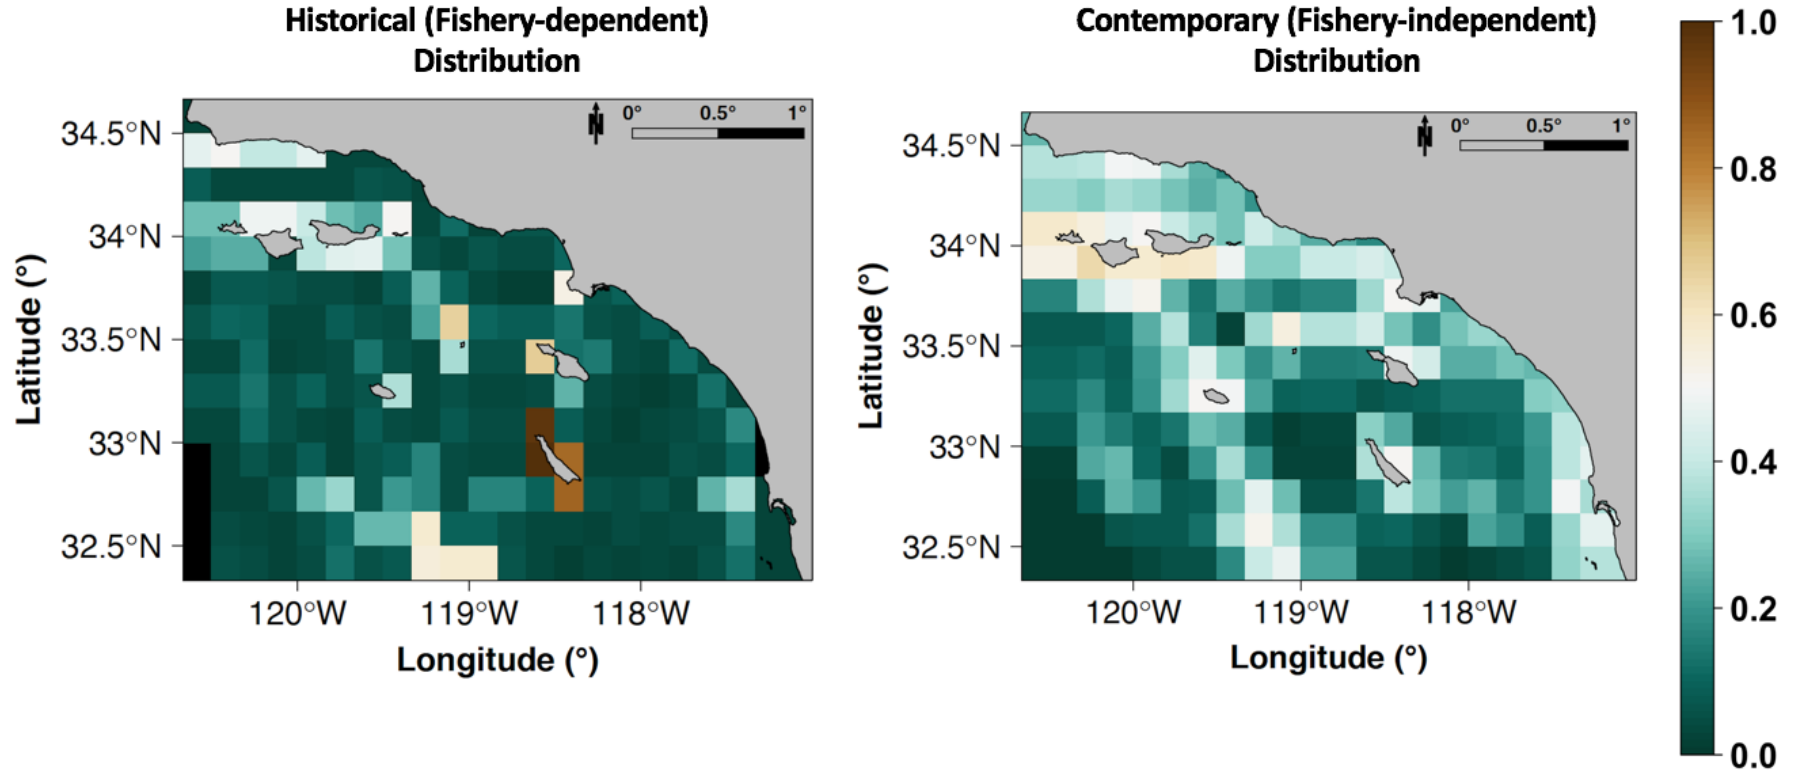 Historical (Fishery-dependent)
Distribution
N
0° 0.5° 1°
34.5°N
34°N
33.5°N
33°N
32.5°N
Latitude (°)
120°W 119°W 118°W
Longitude (°)
Contemporary (Fishery-independent)
Distribution
N
0° 0.5° 1°
34.5°N
34°N
33.5°N
33°N
32.5°N
Latitude (°)
120°W 119°W 118°W
Longitude (°)
1.0
0.8
0.6
0.4
0.2
0.0